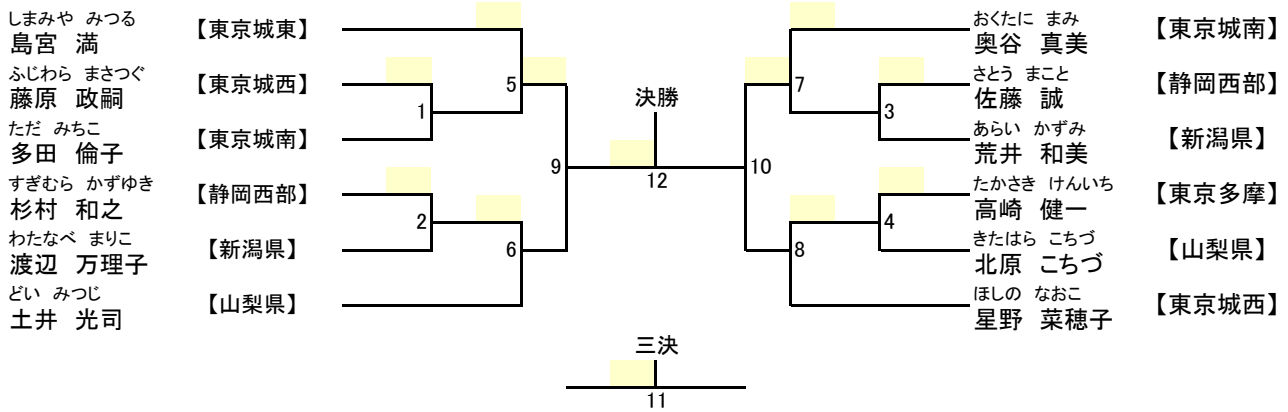 しまみや みつる
島宮 満 【東京城東】
ふじわら まさつぐ
藤原 政嗣 【東京城西】
ただ みちこ
多田 倫子 【東京城南】
すぎむら かずゆき
杉村 和之 【静岡西部】
わたなべ まりこ
渡辺 万理子 【新潟県】
どい みつじ
土井 光司 【山梨県】
1
2
5
6
9
決勝
12
10
7
8
3
4
おくたに まみ
奥谷 真美 【東京城南】
さとう まこと
佐藤 誠 【静岡西部】
あらい かずみ
荒井 和美 【新潟県】
たかさき けんいち
高崎 健一 【東京多摩】
きたはら こちづ
北原 こちづ 【山梨県】
ほしの なおこ
星野 菜穂子 【東京城西】
三決
11